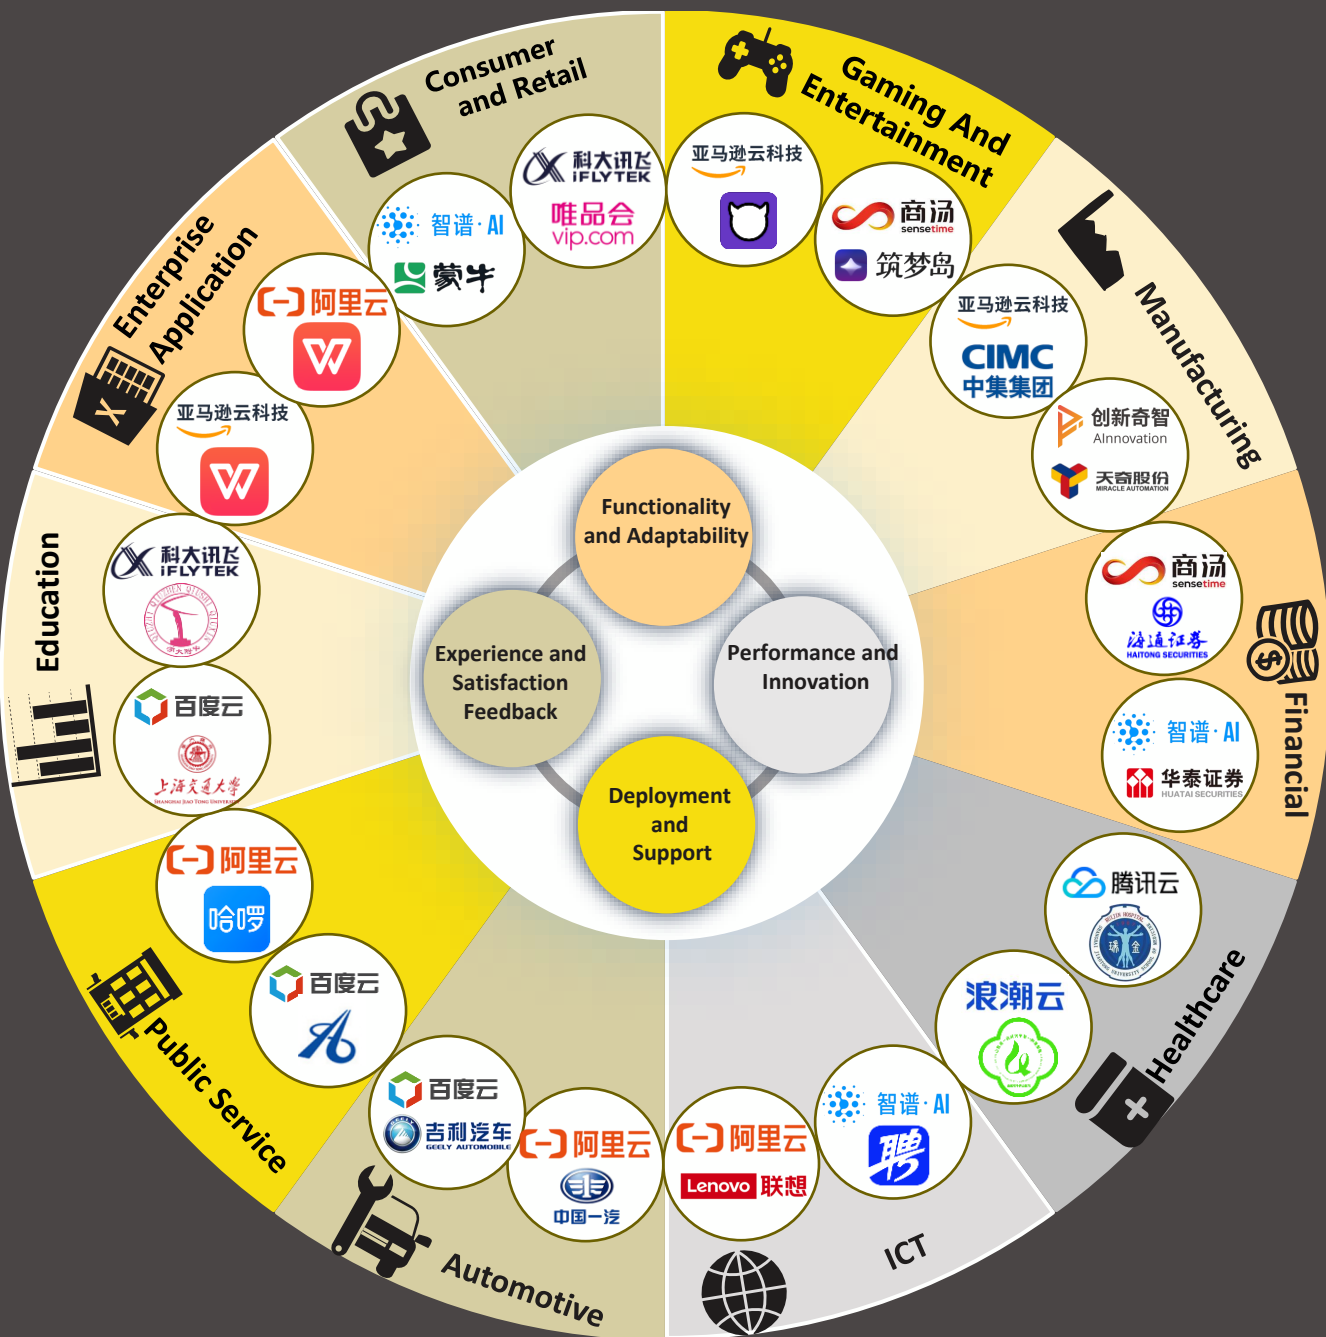 Consumer
and Retail
科大讯飞
iFLYTEK
唯品会
vip.com
智谱·AI
蒙牛
Gaming And
Entertainment
亚马逊云科技
商汤
sensetime
筑梦岛
Manufacturing
亚马逊云科技
CIMC
中集集团
创新奇智
AInnovation
天奇股份
MIRACLE AUTOMATION
Financial
商汤
sensetime
海通证券
HAITONG SECURITIES
智谱·AI
华泰证券
HUATAI SECURITIES
Healthcare
腾讯云
瑞金
浪潮云
ICT
智谱·AI
聘
阿里云
Lenovo 联想
Automotive
阿里云
中国一汽
百度云
GEELY
吉利汽车
GEELY AUTOMOBILE
Public Service
百度云
阿里云
哈啰
Education
百度云
上海交通大学
SHANGHAI JIAO TONG UNIVERSITY
科大讯飞
iFLYTEK
Enterprise
Application
X
亚马逊云科技
W
阿里云
W
Functionality
and Adaptability
Performance and
Innovation
Deployment
and
Support
Experience and
Satisfaction
Feedback